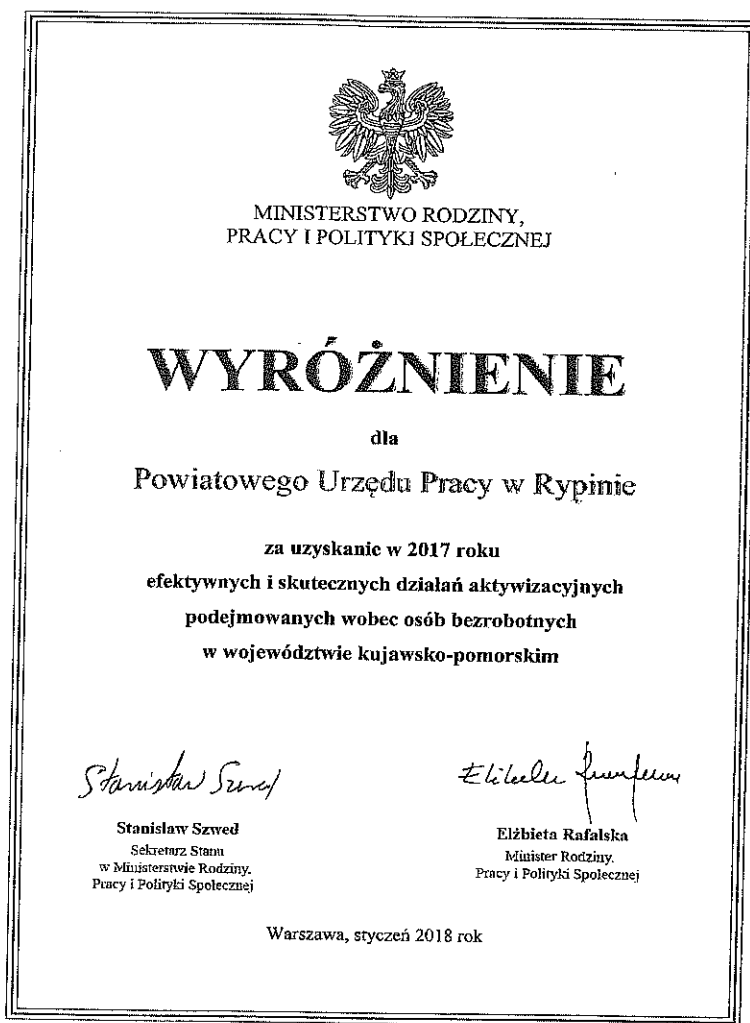 MINISTERSTWO RODZINY,
PRACY I POLITYKI SPOŁECZNEJ
WYRÓŻNIENIE
dla
Powiatowego Urzędu Pracy w Rypinie
za uzyskanie w 2017 roku
efektywnych i skutecznych działań aktywizacyjnych
podejmowanych wobec osób bezrobotnych
w województwie kujawsko-pomorskim
Stanisław Szwed
Stanisław Szwed
Sekretarz Stanu
w Ministerstwie Rodziny,
Pracy i Polityki Społecznej
Elżbieta Rafalska
Minister Rodziny,
Pracy i Polityki Społecznej
Warszawa, styczeń 2018 rok